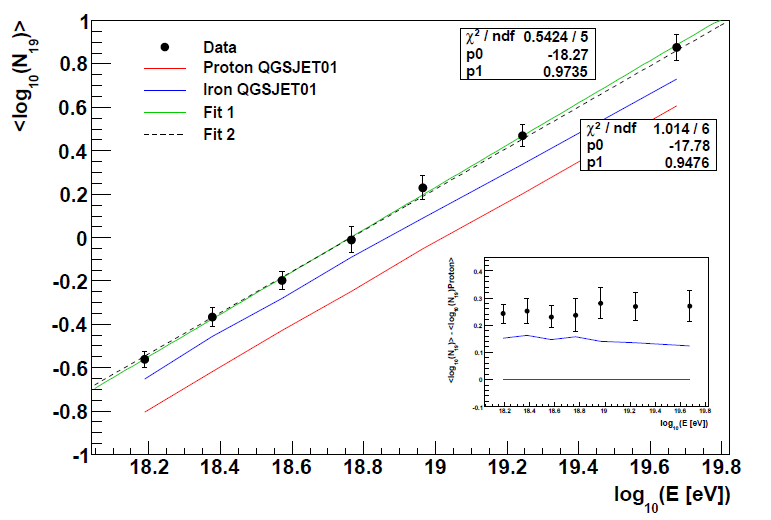 <log10(N19)>
1
0.8
0.6
0.4
0.2
0
-0.2
-0.4
-0.6
-0.8
-1
Data
Proton QGSJET01
Iron QGSJET01
Fit 1
Fit 2
χ² / ndf 0.5424 / 5
p0 -18.27
p1 0.9735
χ² / ndf 1.014 / 6
p0 -17.78
p1 0.9476
<log10(N19)> - <log10(N19)Proton>
0.4
0.3
0.2
0.1
0
-0.1
18.2 18.4 18.6 18.8 19 19.2 19.4 19.6 19.8
log10(E [eV])
18.2 18.4 18.6 18.8 19 19.2 19.4 19.6 19.8
log10(E [eV])